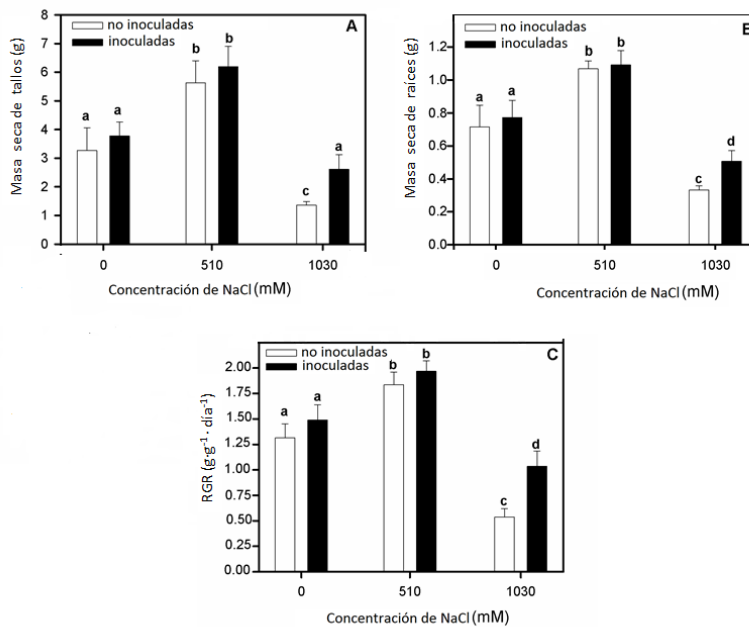 A
no inoculadas
inoculadas
Masa seca de tallos (g)
8
7
6
5
4
3
2
1
0
a a b b c a
0 510 1030
Concentración de NaCl (mM)
B
no inoculadas
inoculadas
Masa seca de raíces (g)
1.2
1.0
0.8
0.6
0.4
0.2
0.0
a a b b c d
0 510 1030
Concentración de NaCl (mM)
C
no inoculadas
inoculadas
RGR (g·g⁻¹·día⁻¹)
2.00
1.75
1.50
1.25
1.00
0.75
0.50
0.25
0.00
a a b b c d
0 510 1030
Concentración de NaCl (mM)